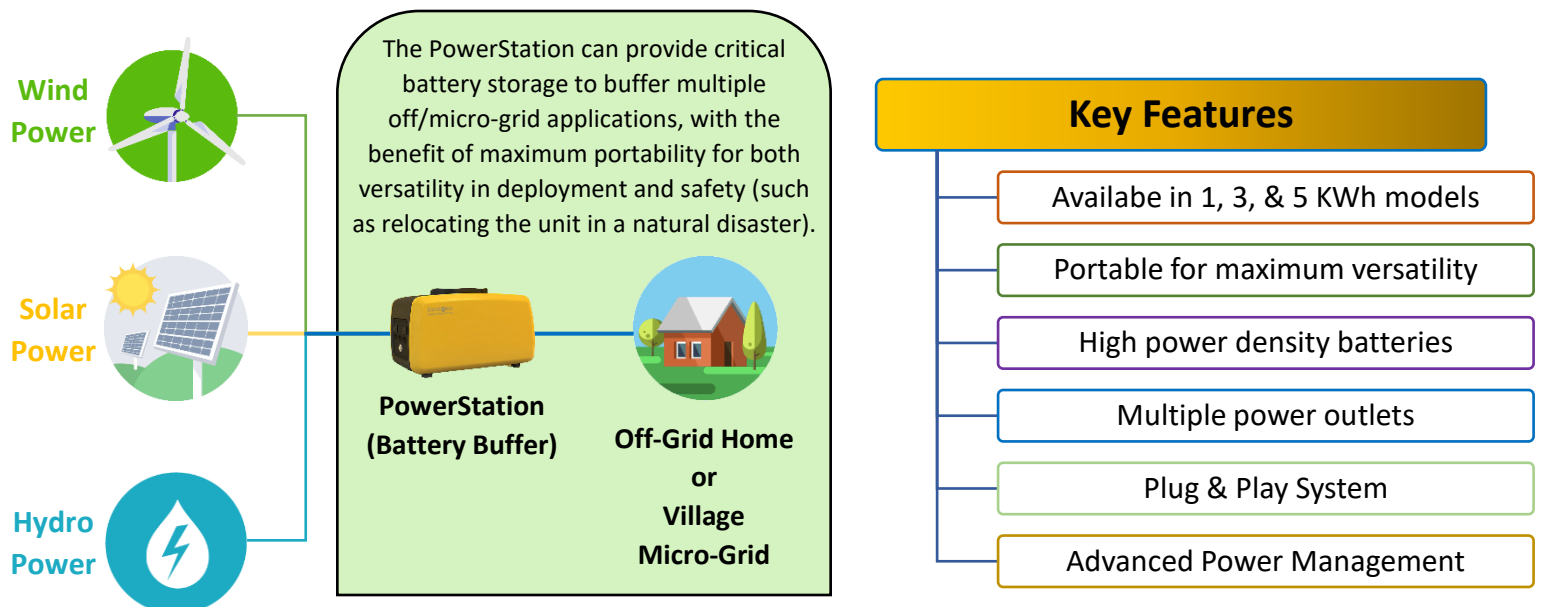 Wind
Power
Solar
Power
Hydro
Power
The PowerStation can provide critical
battery storage to buffer multiple
off/micro-grid applications, with the
benefit of maximum portability for both
versatility in deployment and safety (such
as relocating the unit in a natural disaster).
PowerStation
(Battery Buffer)
Off-Grid Home
or
Village
Micro-Grid
Key Features
Availabe in 1, 3, & 5 KWh models
Portable for maximum versatility
High power density batteries
Multiple power outlets
Plug & Play System
Advanced Power Management